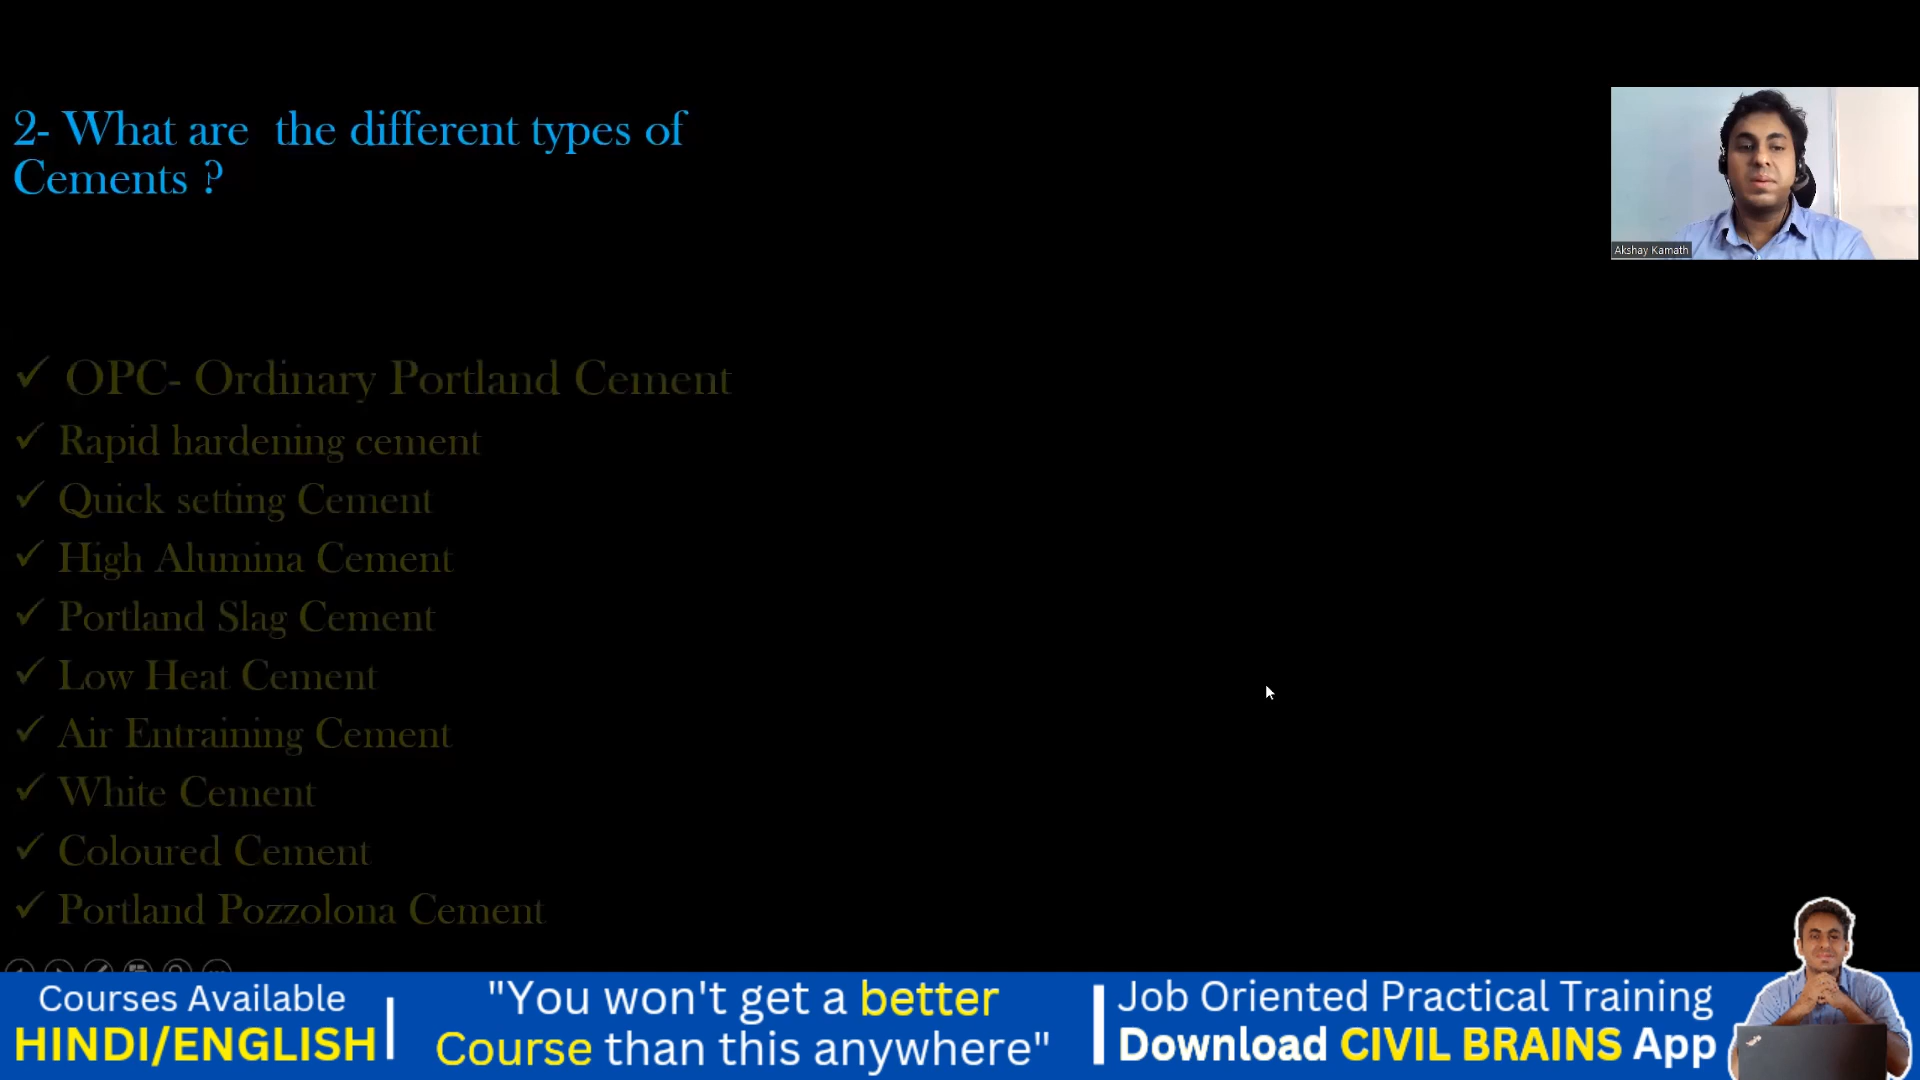 2- What are the different types of
Cements ?
Akshay Kamath
✓ OPC- Ordinary Portland Cement
✓ Rapid hardening cement
✓ Quick setting Cement
✓ High Alumina Cement
✓ Portland Slag Cement
✓ Low Heat Cement
✓ Air Entraining Cement
✓ White Cement
✓ Coloured Cement
✓ Portland Pozzolona Cement
Courses Available
HINDI/ENGLISH
"You won't get a better
Course than this anywhere"
Job Oriented Practical Training
Download CIVIL BRAINS App